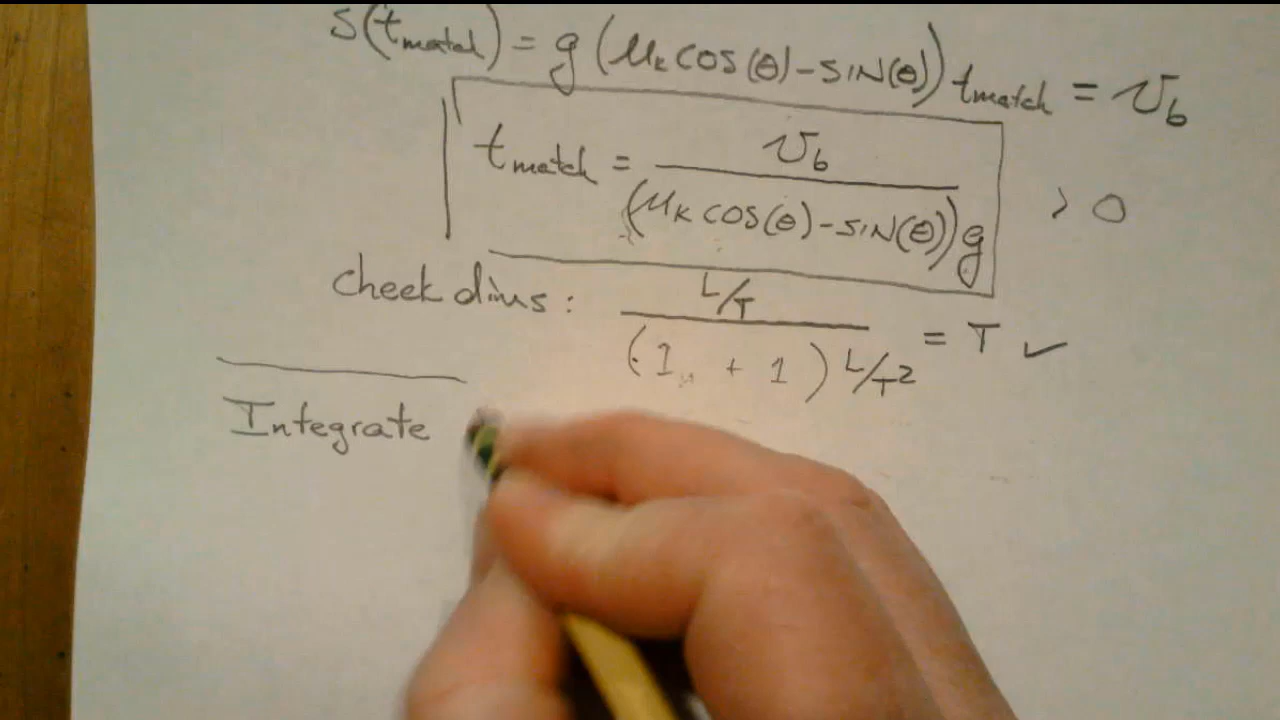 ṡ(t_match) = g (μ_k cos(θ) - sin(θ)) t_match = v_b
t_match = v_b / ((μ_k cos(θ) - sin(θ)) g) > 0
check dims: L/T / ((1 + 1) L/T²) = T ✓
Integrate